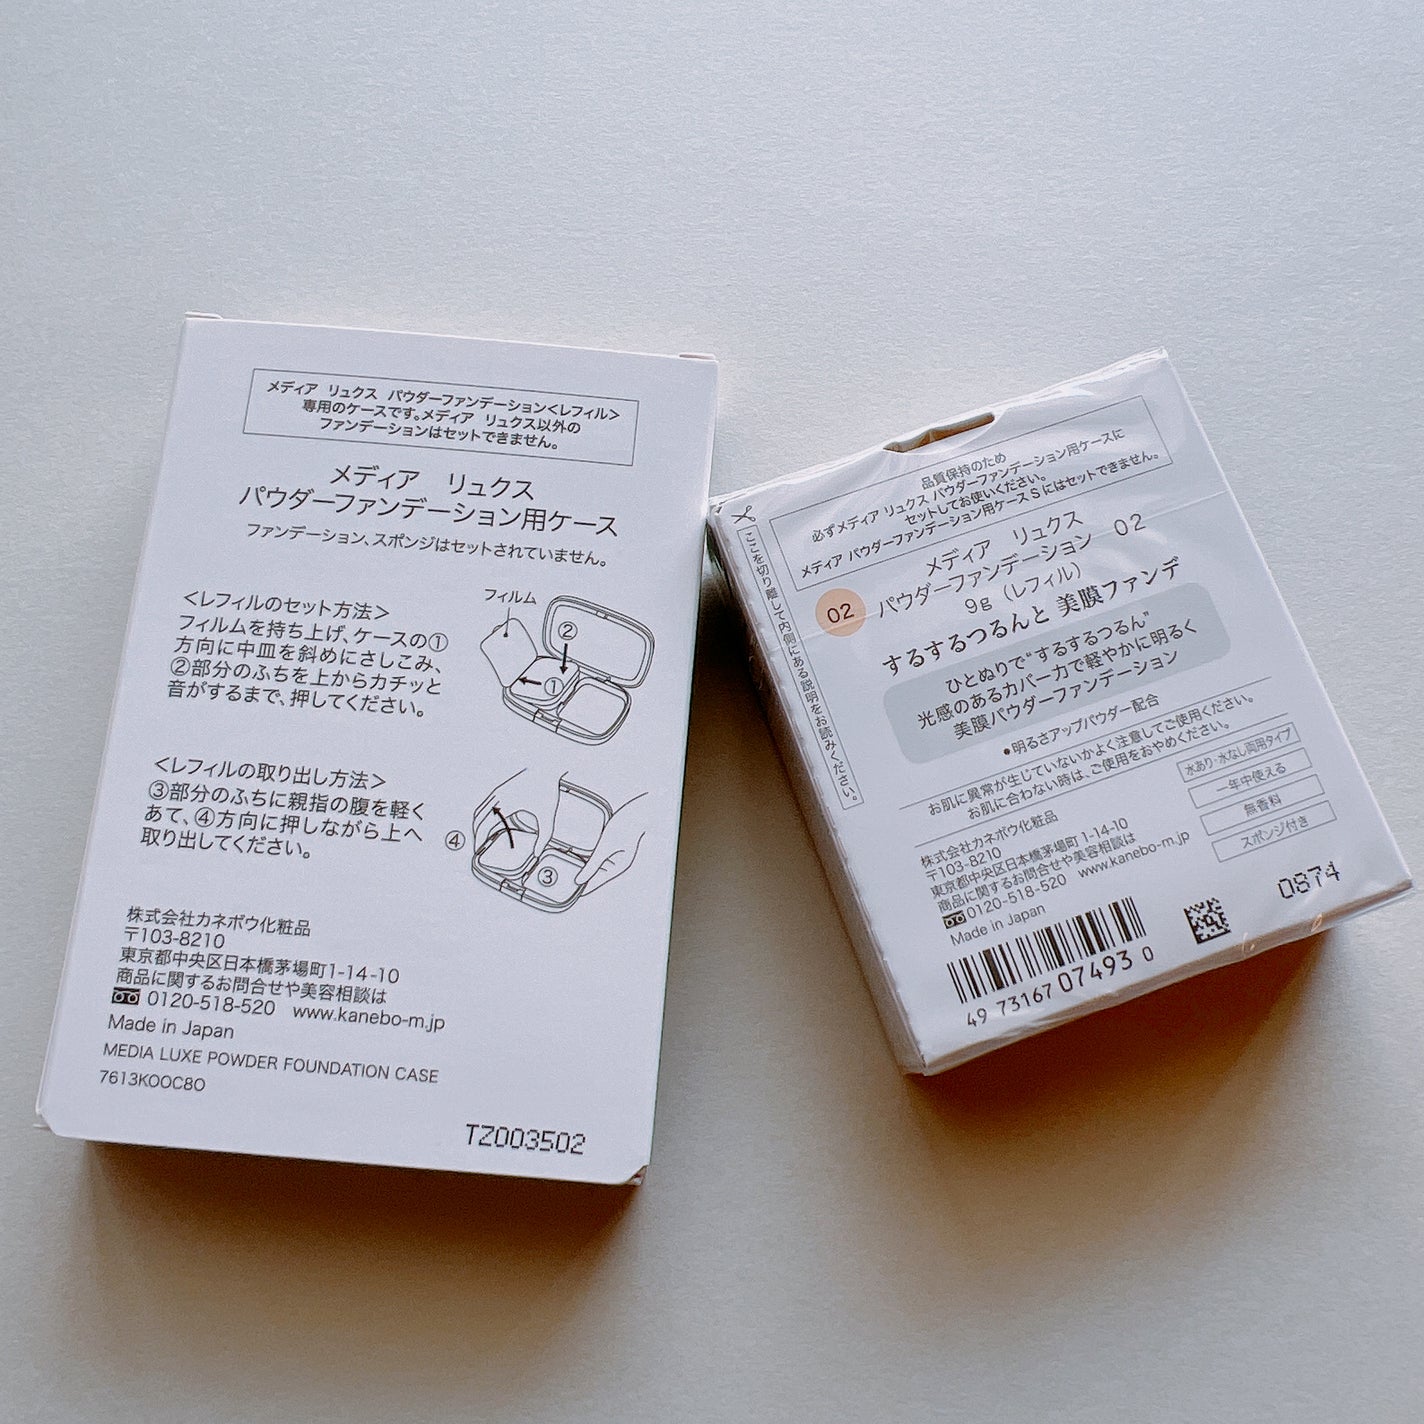 メディア リュクス パウダーファンデーション<レフィル>
専用のケースです。メディア リュクス以外の
ファンデーションはセットできません。
メディア リュクス
パウダーファンデーション用ケース
ファンデーション、スポンジはセットされていません。
<レフィルのセット方法>
フィルムを持ち上げ、ケースの①
方向に中皿を斜めにさしこみ、
②部分のふちを上からカチッと
音がするまで、押してください。
フィルム
②
①
<レフィルの取り出し方法>
③部分のふちに親指の腹を軽く
あて、④方向に押しながら上へ
取り出してください。
④
③
株式会社カネボウ化粧品
〒103-8210
東京都中央区日本橋茅場町1-14-10
商品に関するお問合せや美容相談は
0120-518-520 www.kanebo-m.jp
Made in Japan
MEDIA LUXE POWDER FOUNDATION CASE
7613KOOC8O
TZ003502
品質保持のため
必ずメディア リュクス パウダーファンデーション用ケースに
セットしてお使いください。
メディア パウダーファンデーション用ケース S にはセットできません。
ここを切り離して内側にある説明をお読みください。
メディア リュクス
02 パウダーファンデーション 02
9g (レフィル)
するするつるんと 美膜ファンデ
ひとぬりで“するするつるん”
光感のあるカバー力で軽やかに明るく
美膜パウダーファンデーション
●明るさアップパウダー配合
お肌に異常が生じていないかよく注意してご使用ください。
お肌に合わない時は、ご使用をおやめください。
水あり・水なし両用タイプ
一年中使える
無香料
スポンジ付き
株式会社カネボウ化粧品
〒103-8210
東京都中央区日本橋茅場町 1-14-10
商品に関するお問合せや美容相談は
0120-518-520 www.kanebo-m.jp
Made in Japan
0874
49 73167 07493 0